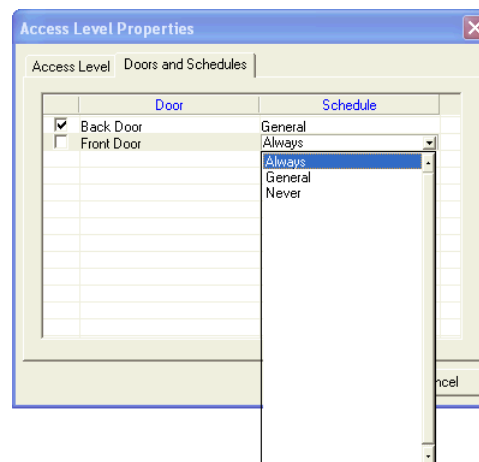 Access Level Properties
Access Level Doors and Schedules
Door Schedule
Back Door General
Front Door Always
Always
General
Never
ncel